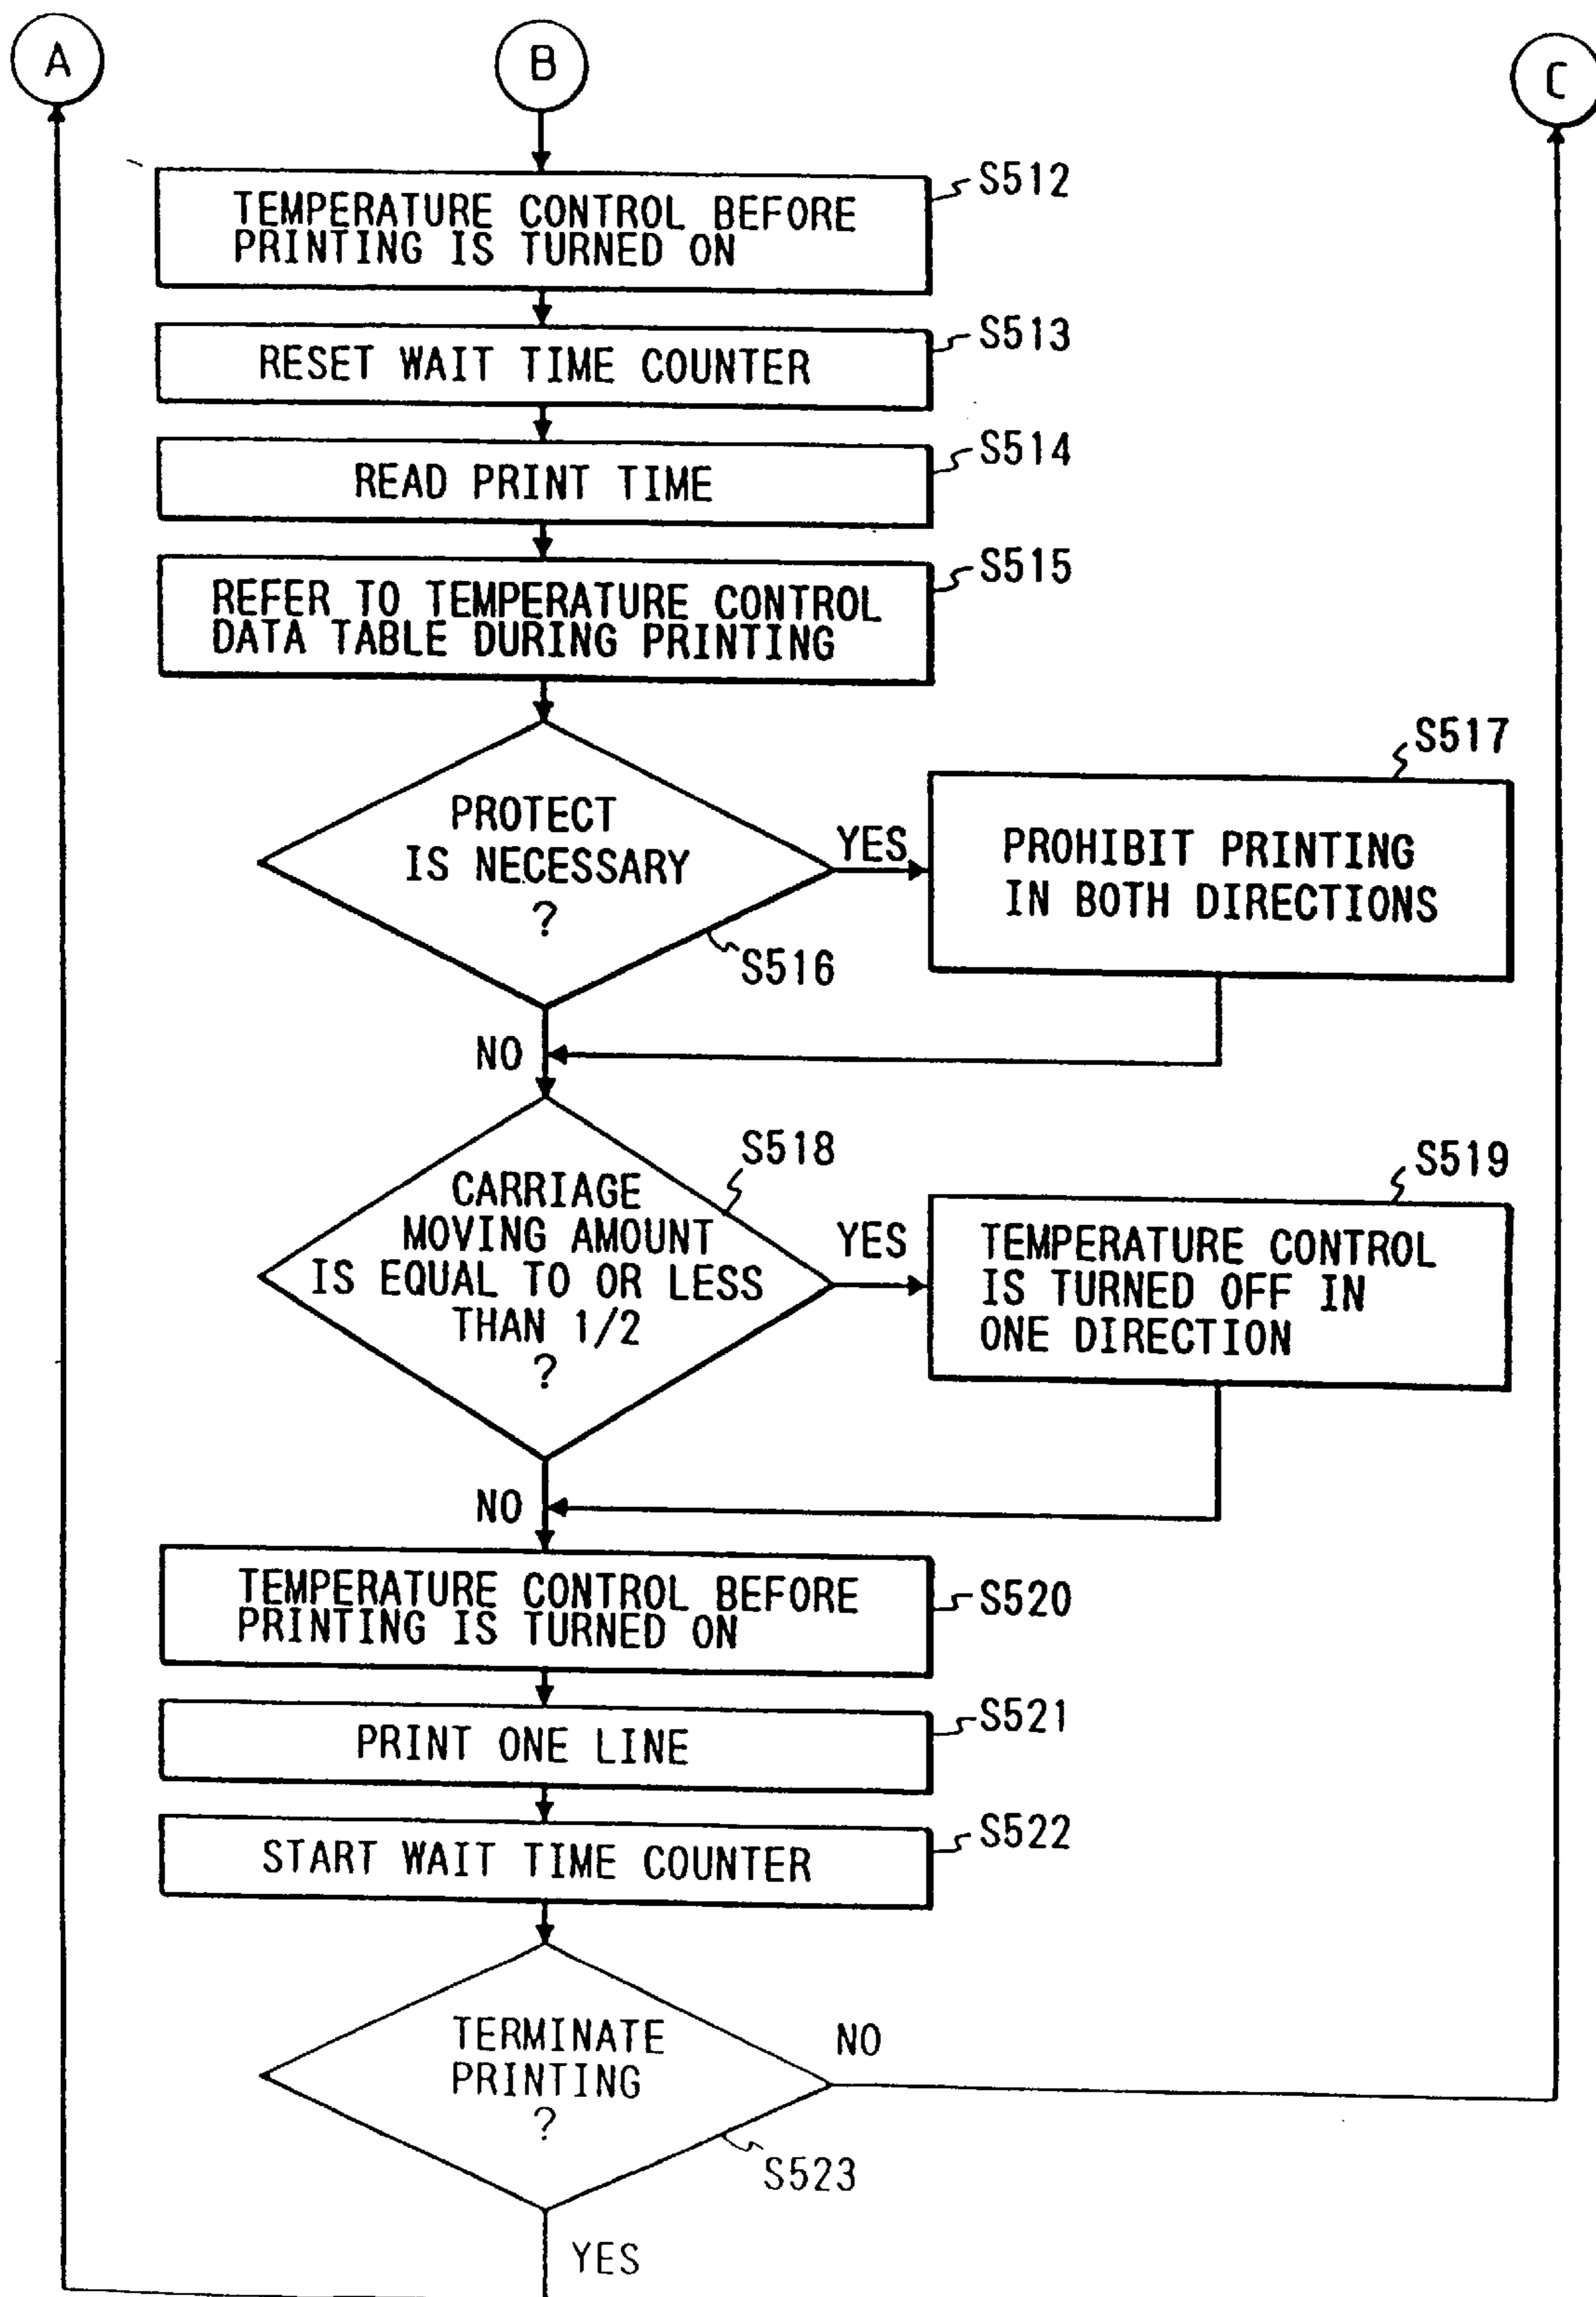 A
B
C
S512
TEMPERATURE CONTROL BEFORE
PRINTING IS TURNED ON
S513
RESET WAIT TIME COUNTER
S514
READ PRINT TIME
S515
REFER TO TEMPERATURE CONTROL
DATA TABLE DURING PRINTING
PROTECT
IS NECESSARY
?
S516
YES
S517
PROHIBIT PRINTING
IN BOTH DIRECTIONS
NO
S518
CARRIAGE
MOVING AMOUNT
IS EQUAL TO OR LESS
THAN 1/2
?
YES
S519
TEMPERATURE CONTROL
IS TURNED OFF IN
ONE DIRECTION
NO
TEMPERATURE CONTROL BEFORE
PRINTING IS TURNED ON
S520
S521
PRINT ONE LINE
S522
START WAIT TIME COUNTER
TERMINATE
PRINTING
?
NO
S523
YES